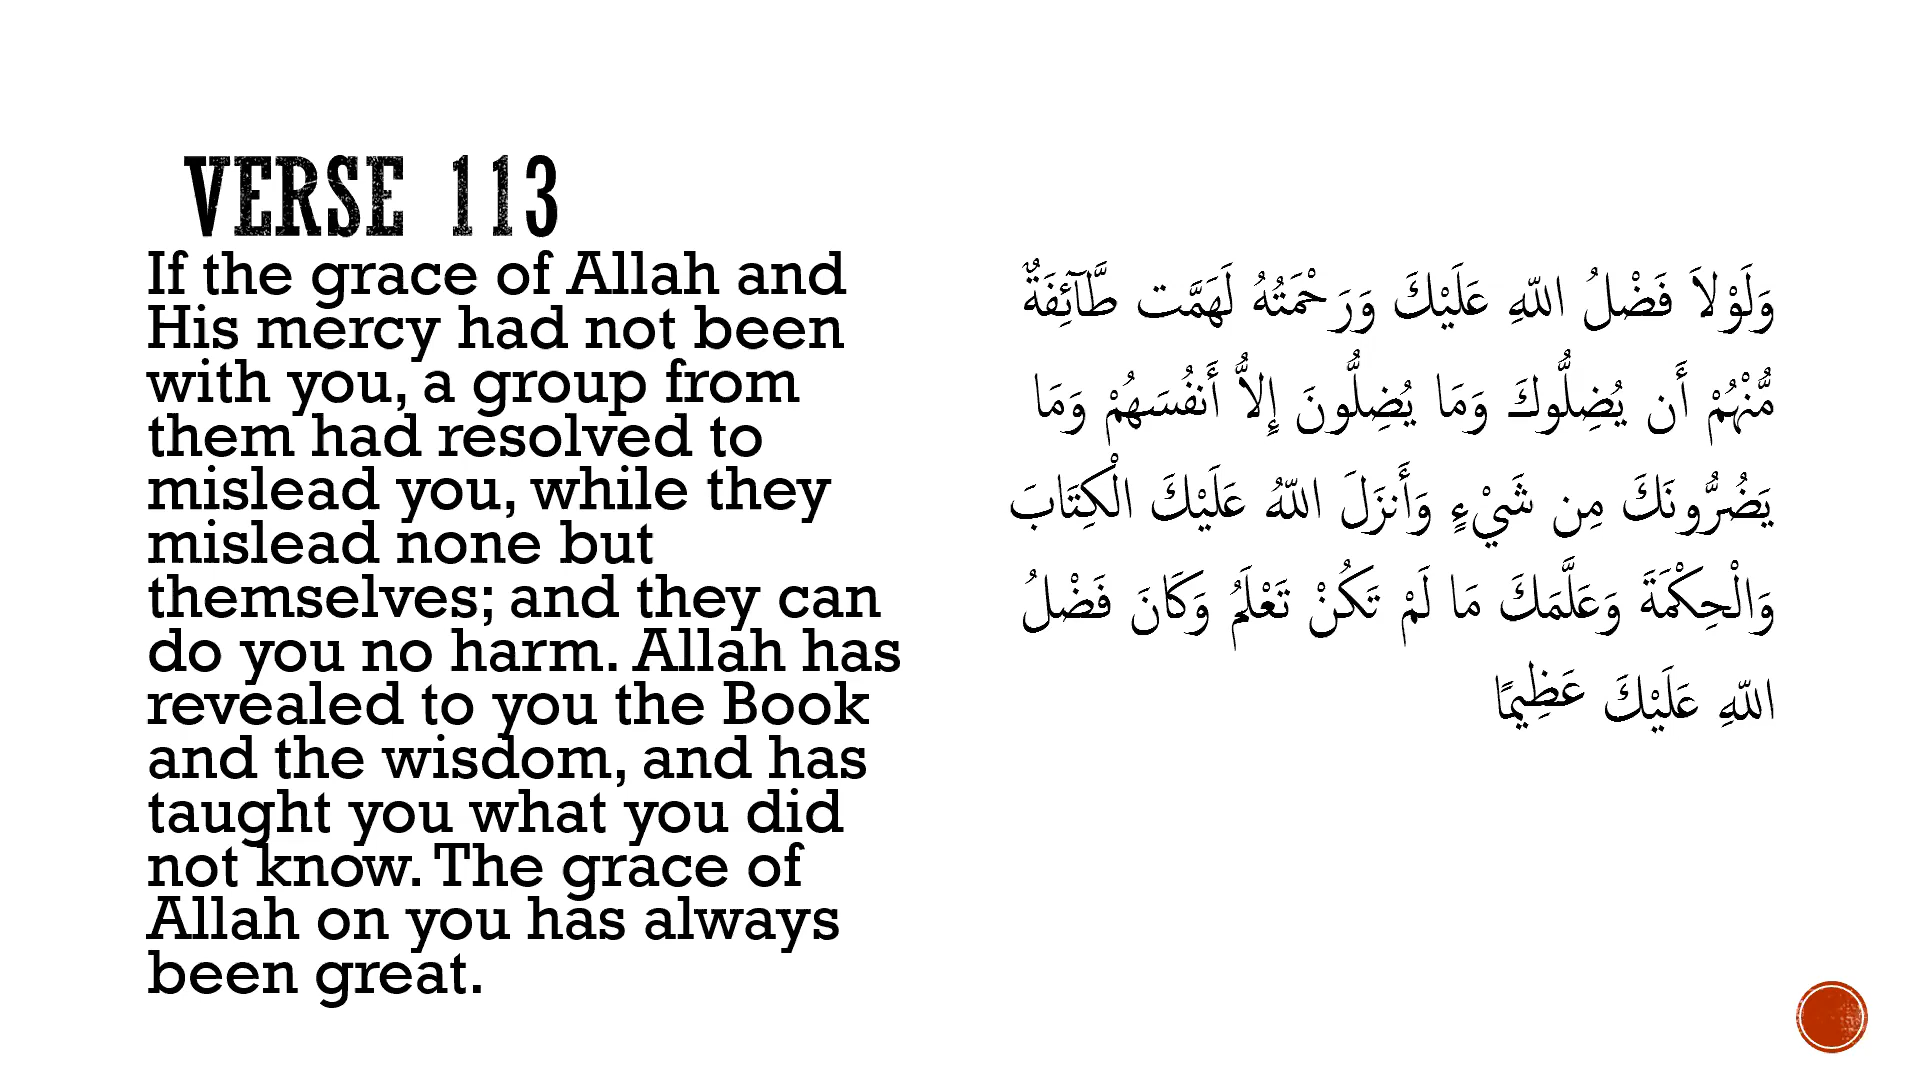 VERSE 113
If the grace of Allah and
His mercy had not been
with you, a group from
them had resolved to
mislead you, while they
mislead none but
themselves; and they can
do you no harm. Allah has
revealed to you the Book
and the wisdom, and has
taught you what you did
not know. The grace of
Allah on you has always
been great.
وَلَوْلاَ فَضْلُ اللّهِ عَلَيْكَ وَرَحْمَتُهُ لَهَمَّت طَّآئِفَةٌ
مُّنْهُمْ أَن يُضِلُّوكَ وَمَا يُضِلُّونَ إِلاُّ أَنفُسَهُمْ وَمَا
يَضُرُّونَكَ مِن شَيْءٍ وَأَنزَلَ اللّهُ عَلَيْكَ الْكِتَابَ
وَالْحِكْمَةَ وَعَلَّمَكَ مَا لَمْ تَكُنْ تَعْلَمُ وَكَانَ فَضْلُ
اللّهِ عَلَيْكَ عَظِيمًا